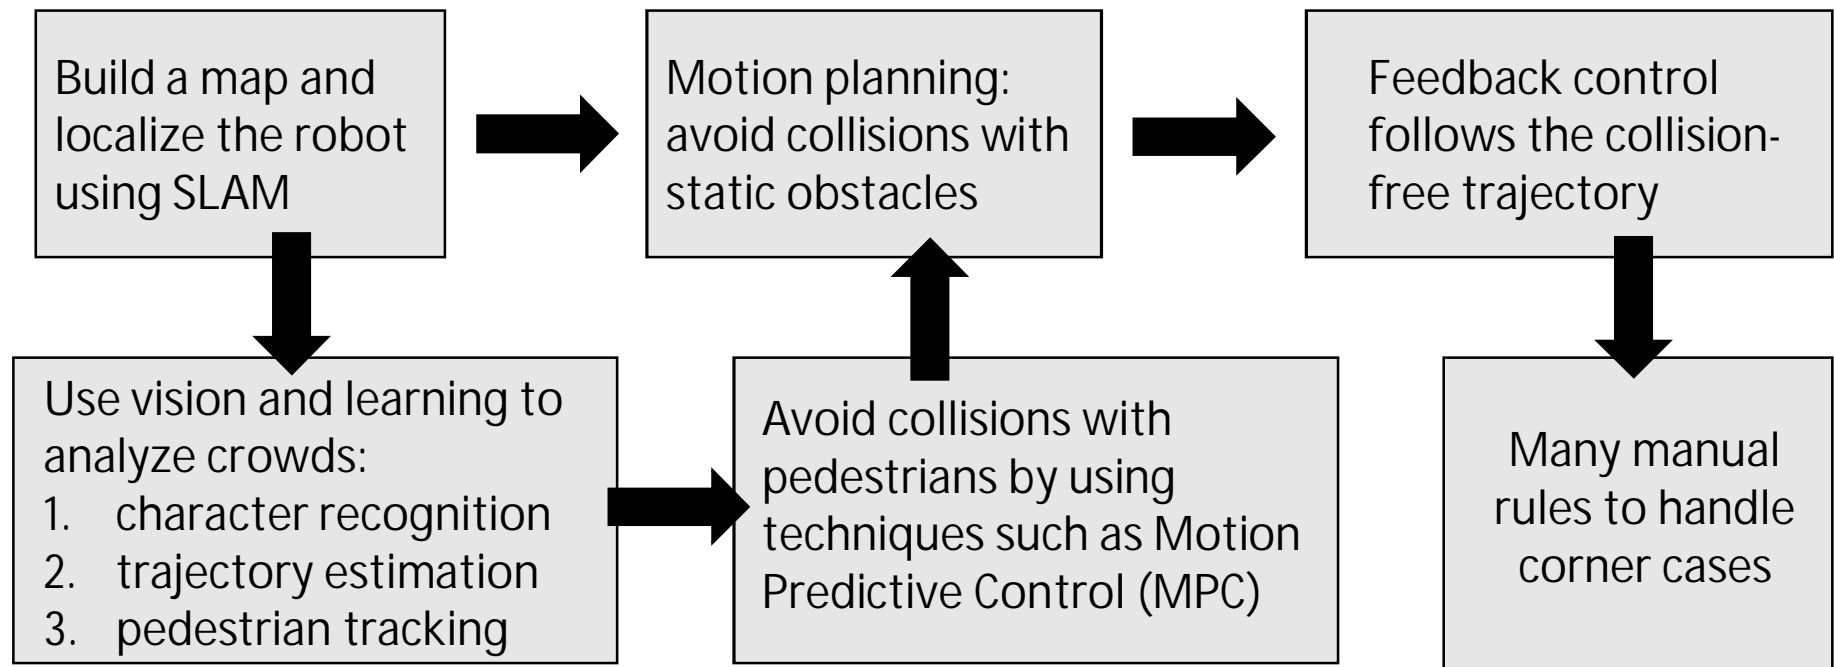 Build a map and
localize the robot
using SLAM
Motion planning:
avoid collisions with
static obstacles
Feedback control
follows the collision-
free trajectory
Use vision and learning to
analyze crowds:
1. character recognition
2. trajectory estimation
3. pedestrian tracking
Avoid collisions with
pedestrians by using
techniques such as Motion
Predictive Control (MPC)
Many manual
rules to handle
corner cases